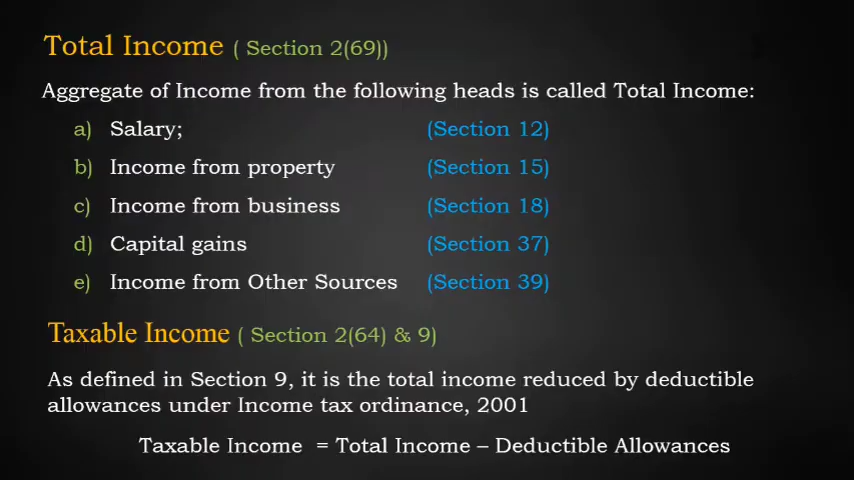 Total Income ( Section 2(69))
Aggregate of Income from the following heads is called Total Income:
a) Salary; (Section 12)
b) Income from property (Section 15)
c) Income from business (Section 18)
d) Capital gains (Section 37)
e) Income from Other Sources (Section 39)
Taxable Income ( Section 2(64) & 9)
As defined in Section 9, it is the total income reduced by deductible
allowances under Income tax ordinance, 2001
Taxable Income = Total Income – Deductible Allowances